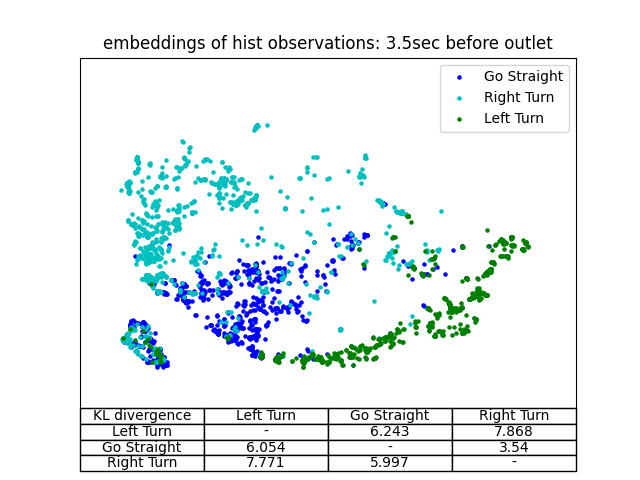 embeddings of hist observations: 3.5sec before outlet
Go Straight
Right Turn
Left Turn
KL divergence Left Turn Go Straight Right Turn
Left Turn - 6.243 7.868
Go Straight 6.054 - 3.54
Right Turn 7.771 5.997 -